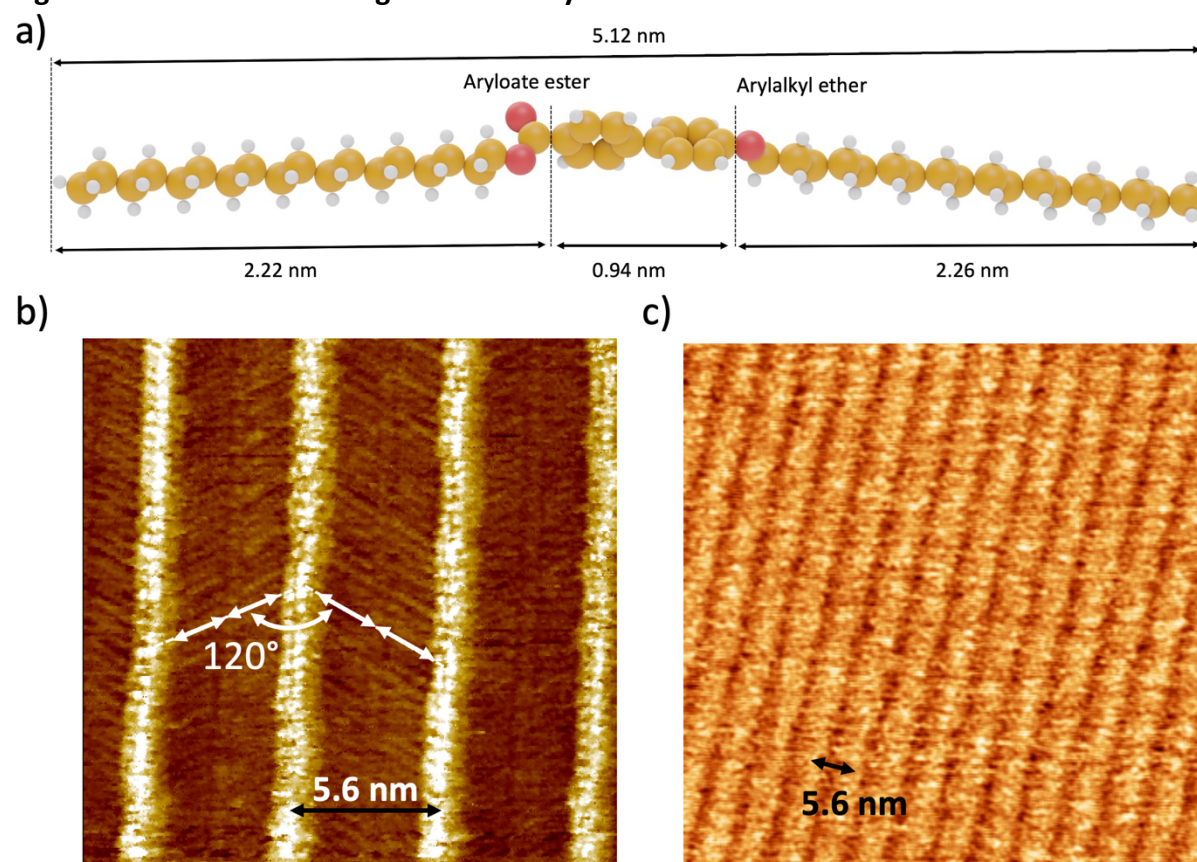 a)
5.12 nm
Aryloate ester
Arylalkyl ether
2.22 nm
0.94 nm
2.26 nm
b)
c)
120°
5.6 nm
5.6 nm